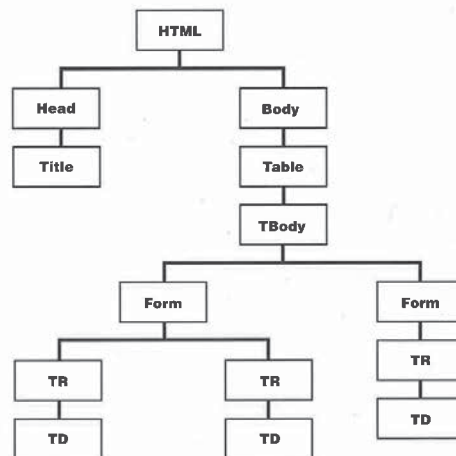 HTML
Head
Body
Title
Table
TBody
Form
Form
TR
TR
TR
TD
TD
TD